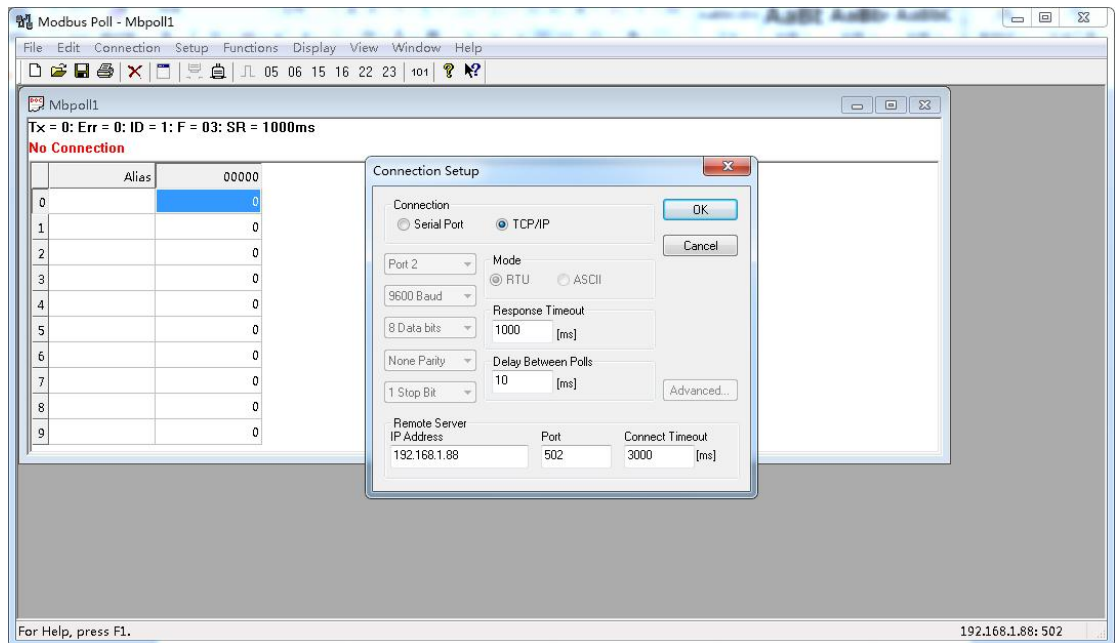 Modbus Poll - Mbpoll1
File Edit Connection Setup Functions Display View Window Help
05 06 15 16 22 23 101
Mbpoll1
Tx = 0: Err = 0: ID = 1: F = 03: SR = 1000ms
No Connection
Alias 00000
0 0
1 0
2 0
3 0
4 0
5 0
6 0
7 0
8 0
9 0
Connection Setup
Connection
Serial Port TCP/IP
OK
Cancel
Port 2
9600 Baud
8 Data bits
None Parity
1 Stop Bit
Mode
RTU ASCII
Response Timeout
1000 [ms]
Delay Between Polls
10 [ms]
Advanced...
Remote Server
IP Address Port Connect Timeout
192.168.1.88 502 3000 [ms]
For Help, press F1.
192.168.1.88: 502